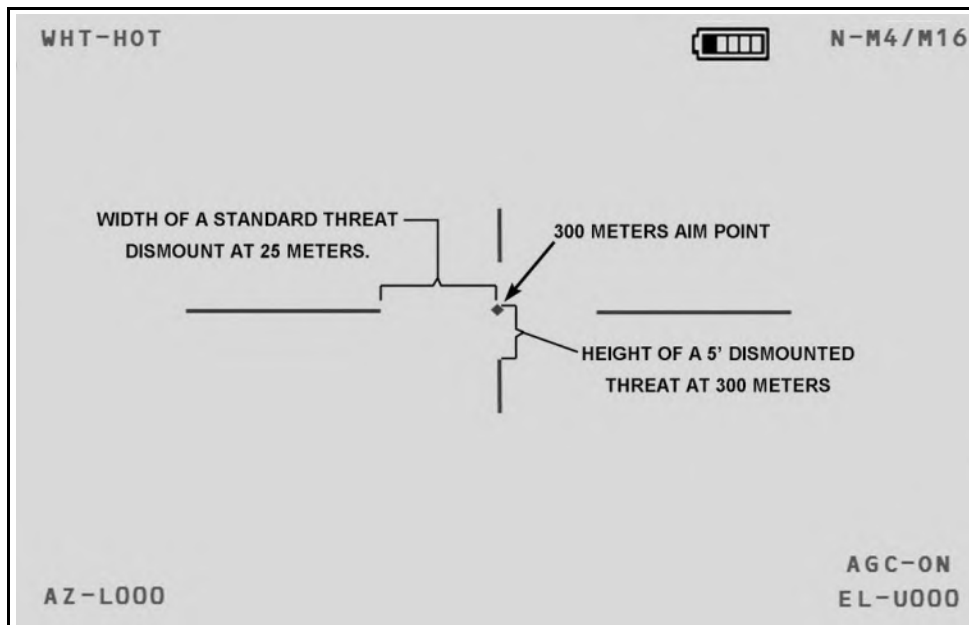 WHT-HOT
N-M4/M16
WIDTH OF A STANDARD THREAT
DISMOUNT AT 25 METERS.
300 METERS AIM POINT
HEIGHT OF A 5' DISMOUNTED
THREAT AT 300 METERS
AGC-ON
AZ-L000
EL-U000